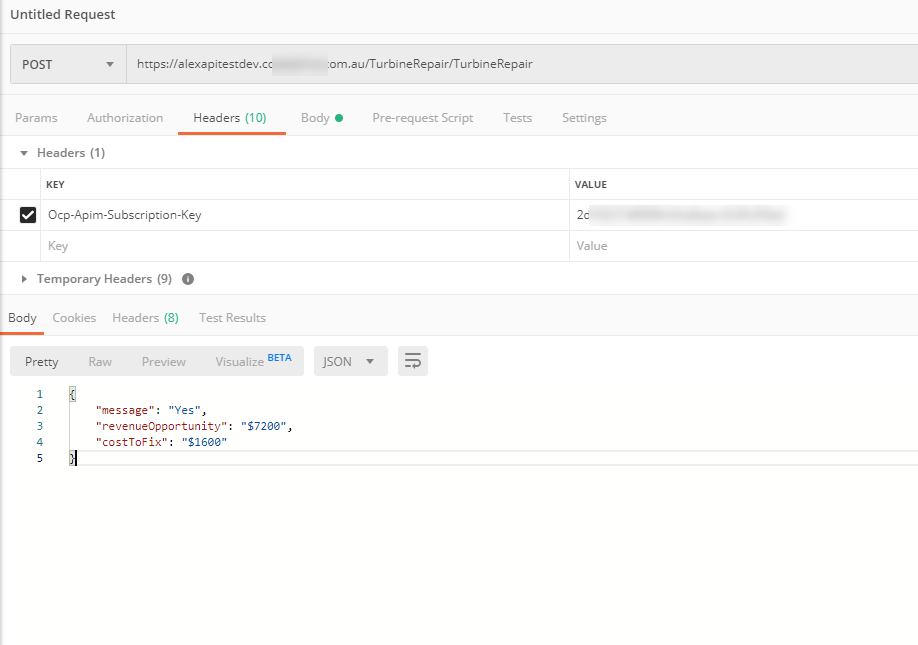 Untitled Request
POST https://alexapitestdev.co om.au/TurbineRepair/TurbineRepair
Params Authorization Headers (10) Body Pre-request Script Tests Settings
Headers (1)
KEY VALUE
Ocp-Apim-Subscription-Key 2d
Key Value
Temporary Headers (9) i
Body Cookies Headers (8) Test Results
Pretty Raw Preview Visualize BETA JSON
1 {
2 "message": "Yes",
3 "revenueOpportunity": "$7200",
4 "costToFix": "$1600"
5 }